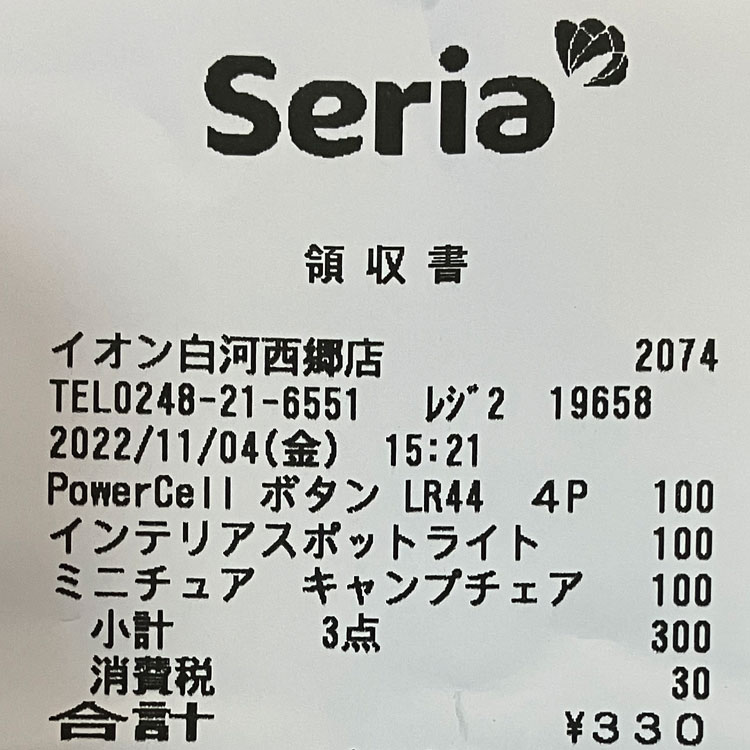 Seria
領収書
イオン白河西郷店 2074
TEL0248-21-6551 ﾚｼﾞ2 19658
2022/11/04(金) 15:21
PowerCell ボタン LR44 4P 100
インテリアスポットライト 100
ミニチュア キャンプチェア 100
小計 3点 300
消費税 30
合計 ¥330